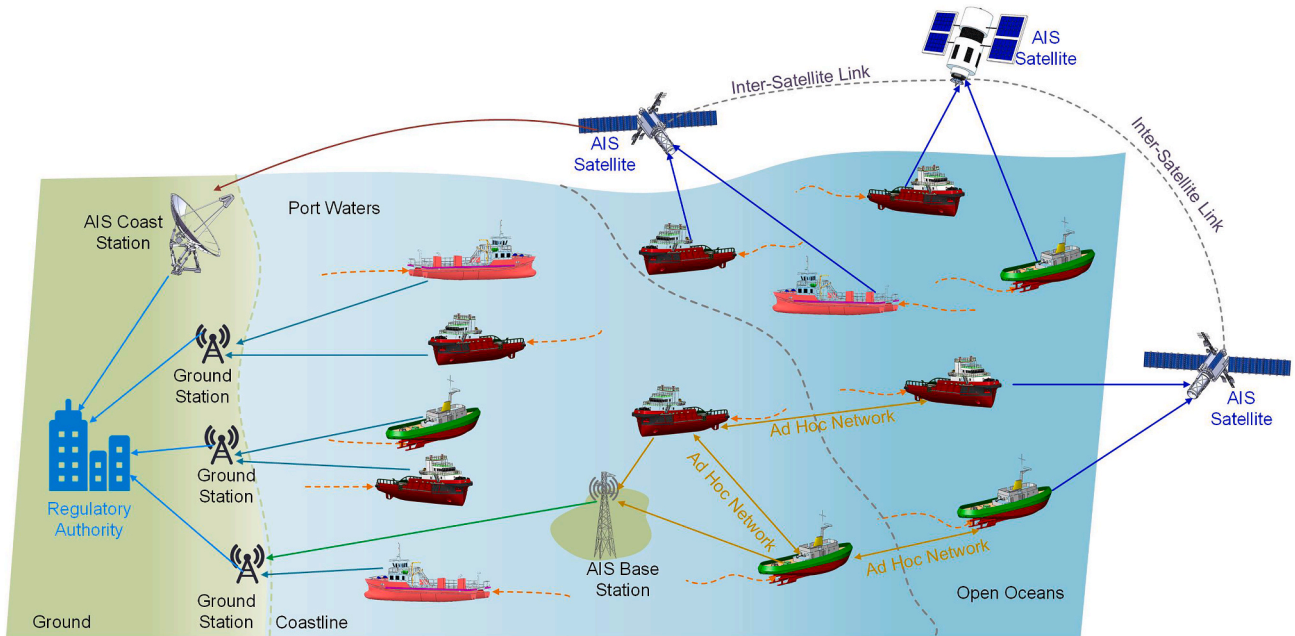 AIS
Satellite
Inter-Satellite Link
AIS
Satellite
Inter-Satellite Link
AIS Coast
Station
Port Waters
Ground
Station
AIS
Satellite
Ad Hoc Network
Ground
Station
Ad Hoc Network
Regulatory
Authority
Ad Hoc Network
AIS Base
Station
Ground
Station
Open Oceans
Ground
Coastline